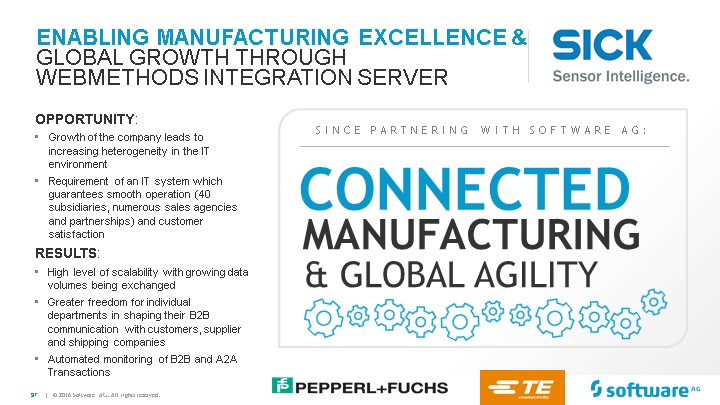 ENABLING MANUFACTURING EXCELLENCE &
GLOBAL GROWTH THROUGH
WEBMETHODS INTEGRATION SERVER
SICK
Sensor Intelligence.
OPPORTUNITY:
• Growth of the company leads to
increasing heterogeneity in the IT
environment
• Requirement of an IT system which
guarantees smooth operation (40
subsidiaries, numerous sales agencies
and partnerships) and customer
satisfaction
RESULTS:
• High level of scalability with growing data
volumes being exchanged
• Greater freedom for individual
departments in shaping their B2B
communication with customers, supplier
and shipping companies
• Automated monitoring of B2B and A2A
Transactions
SINCE PARTNERING WITH SOFTWARE AG:
CONNECTED
MANUFACTURING
& GLOBAL AGILITY
| © 2016 Software AG. All rights reserved.
PEPPERL+FUCHS
TE
connectivity
software AG